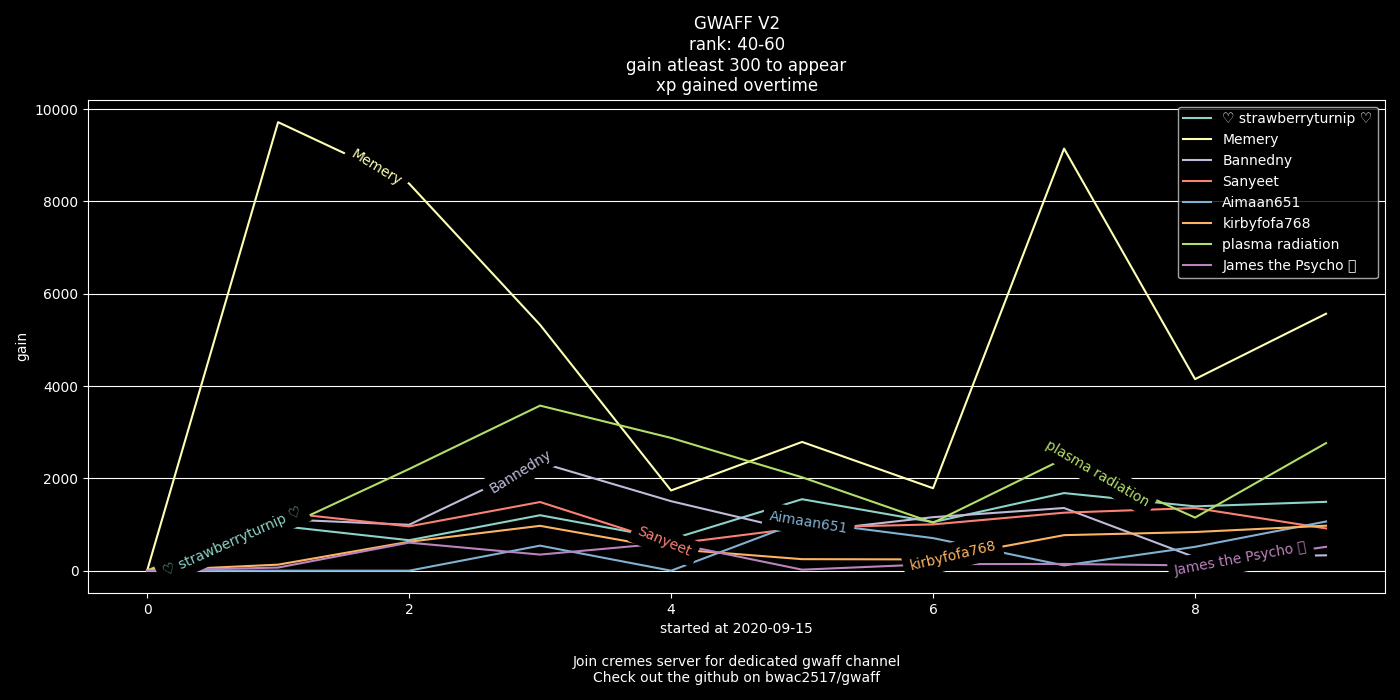 GWAFF V2
rank: 40-60
gain atleast 300 to appear
xp gained overtime
10000
8000
6000
4000
2000
0
gain
♡ strawberryturnip ♡
Memery
Bannedny
Sanyeet
Aimaan651
kirbyfofa768
plasma radiation
James the Psycho
Memery
Bannedny
plasma radiation
♡ strawberryturnip ♡
Aimaan651
Sanyeet
kirbyfofa768
James the Psycho
0 2 4 6 8
started at 2020-09-15
Join cremes server for dedicated gwaff channel
Check out the github on bwac2517/gwaff